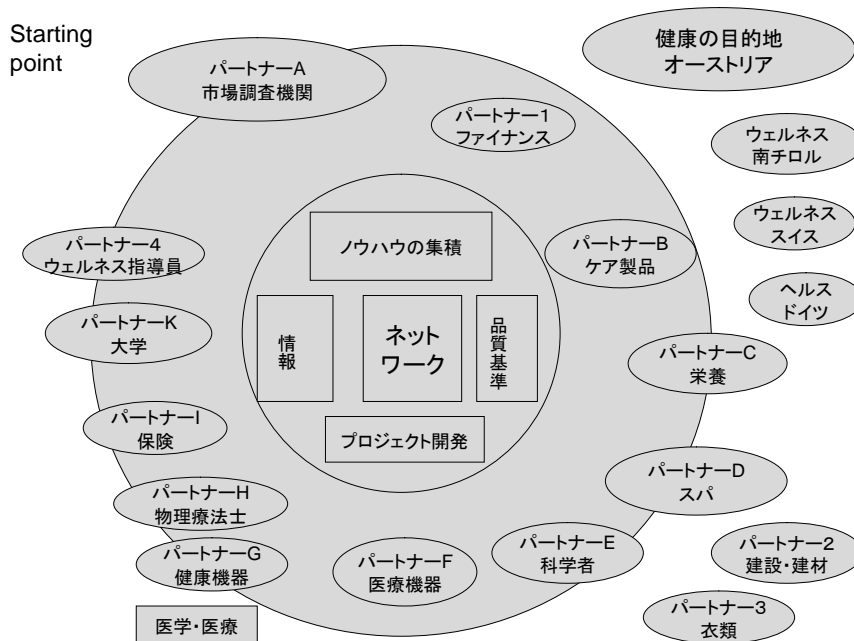 Starting
point
パートナーA
市場調査機関
健康の目的地
オーストリア
パートナー1
ファイナンス
ウェルネス
南チロル
パートナー4
ウェルネス指導員
ノウハウの集積
パートナーB
ケア製品
ウェルネス
スイス
ヘルス
ドイツ
パートナーK
大学
情報
ネット
ワーク
品質基準
パートナーC
栄養
パートナーI
保険
プロジェクト開発
パートナーD
スパ
パートナーH
物理療法士
パートナーG
健康機器
パートナーF
医療機器
パートナーE
科学者
パートナー2
建設・建材
パートナー3
衣類
医学・医療